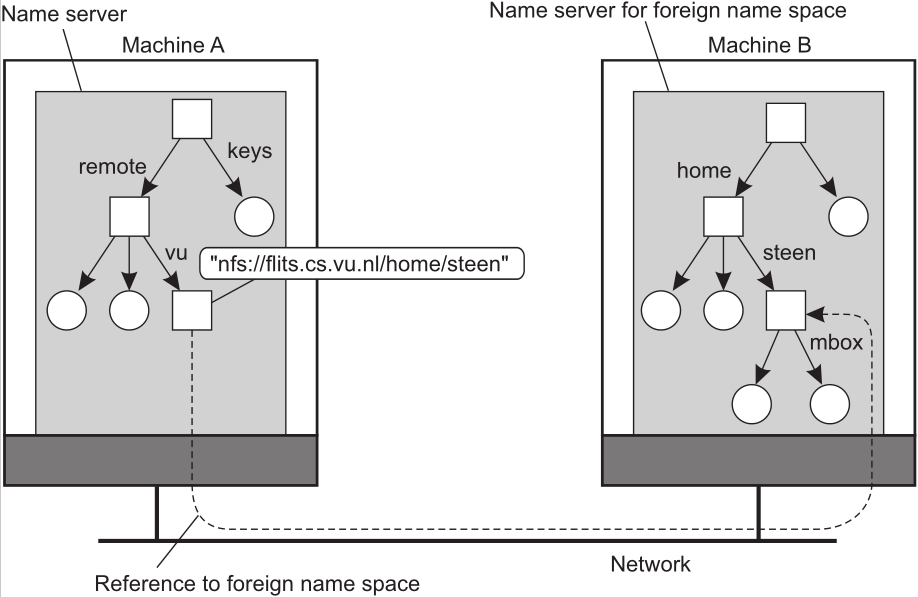 Name server
Name server for foreign name space
Machine A
Machine B
keys
remote
home
vu
steen
"nfs://flits.cs.vu.nl/home/steen"
mbox
Network
Reference to foreign name space